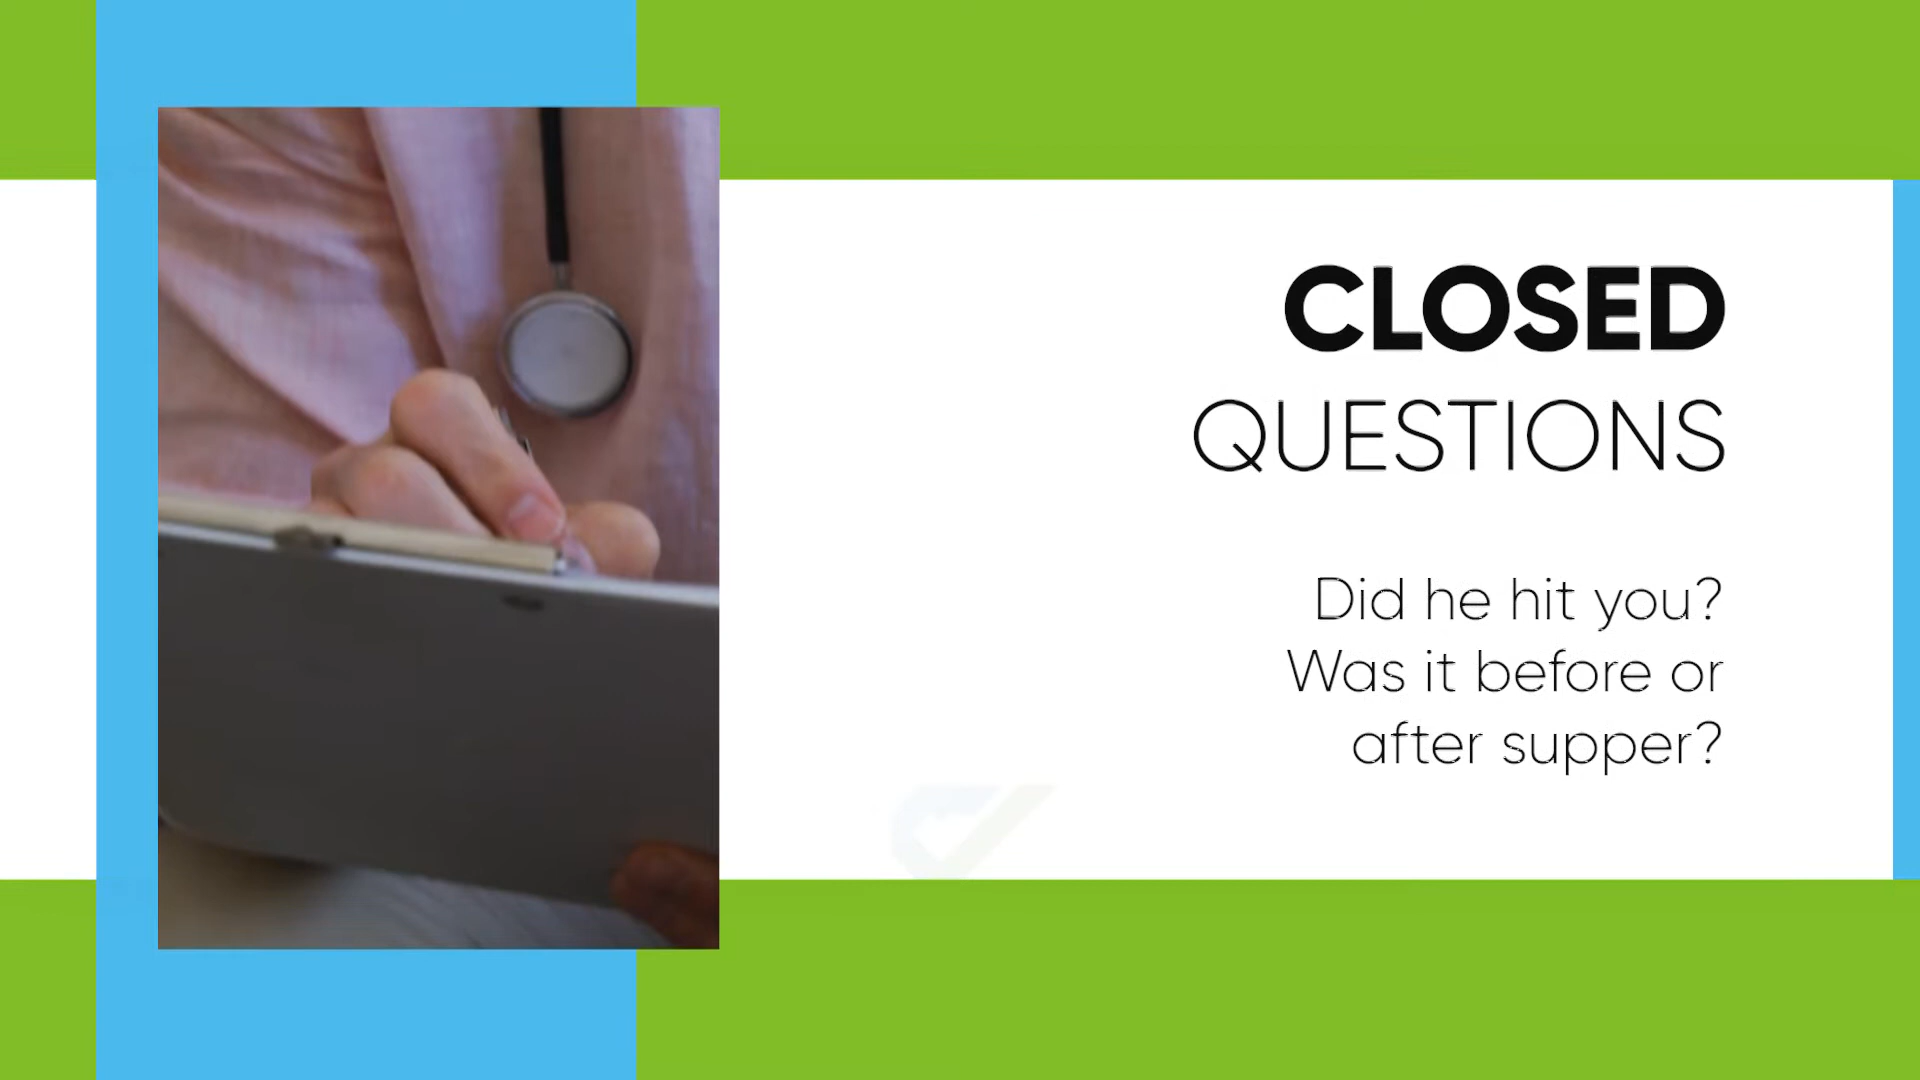 CLOSED
QUESTIONS
Did he hit you?
Was it before or
after supper?